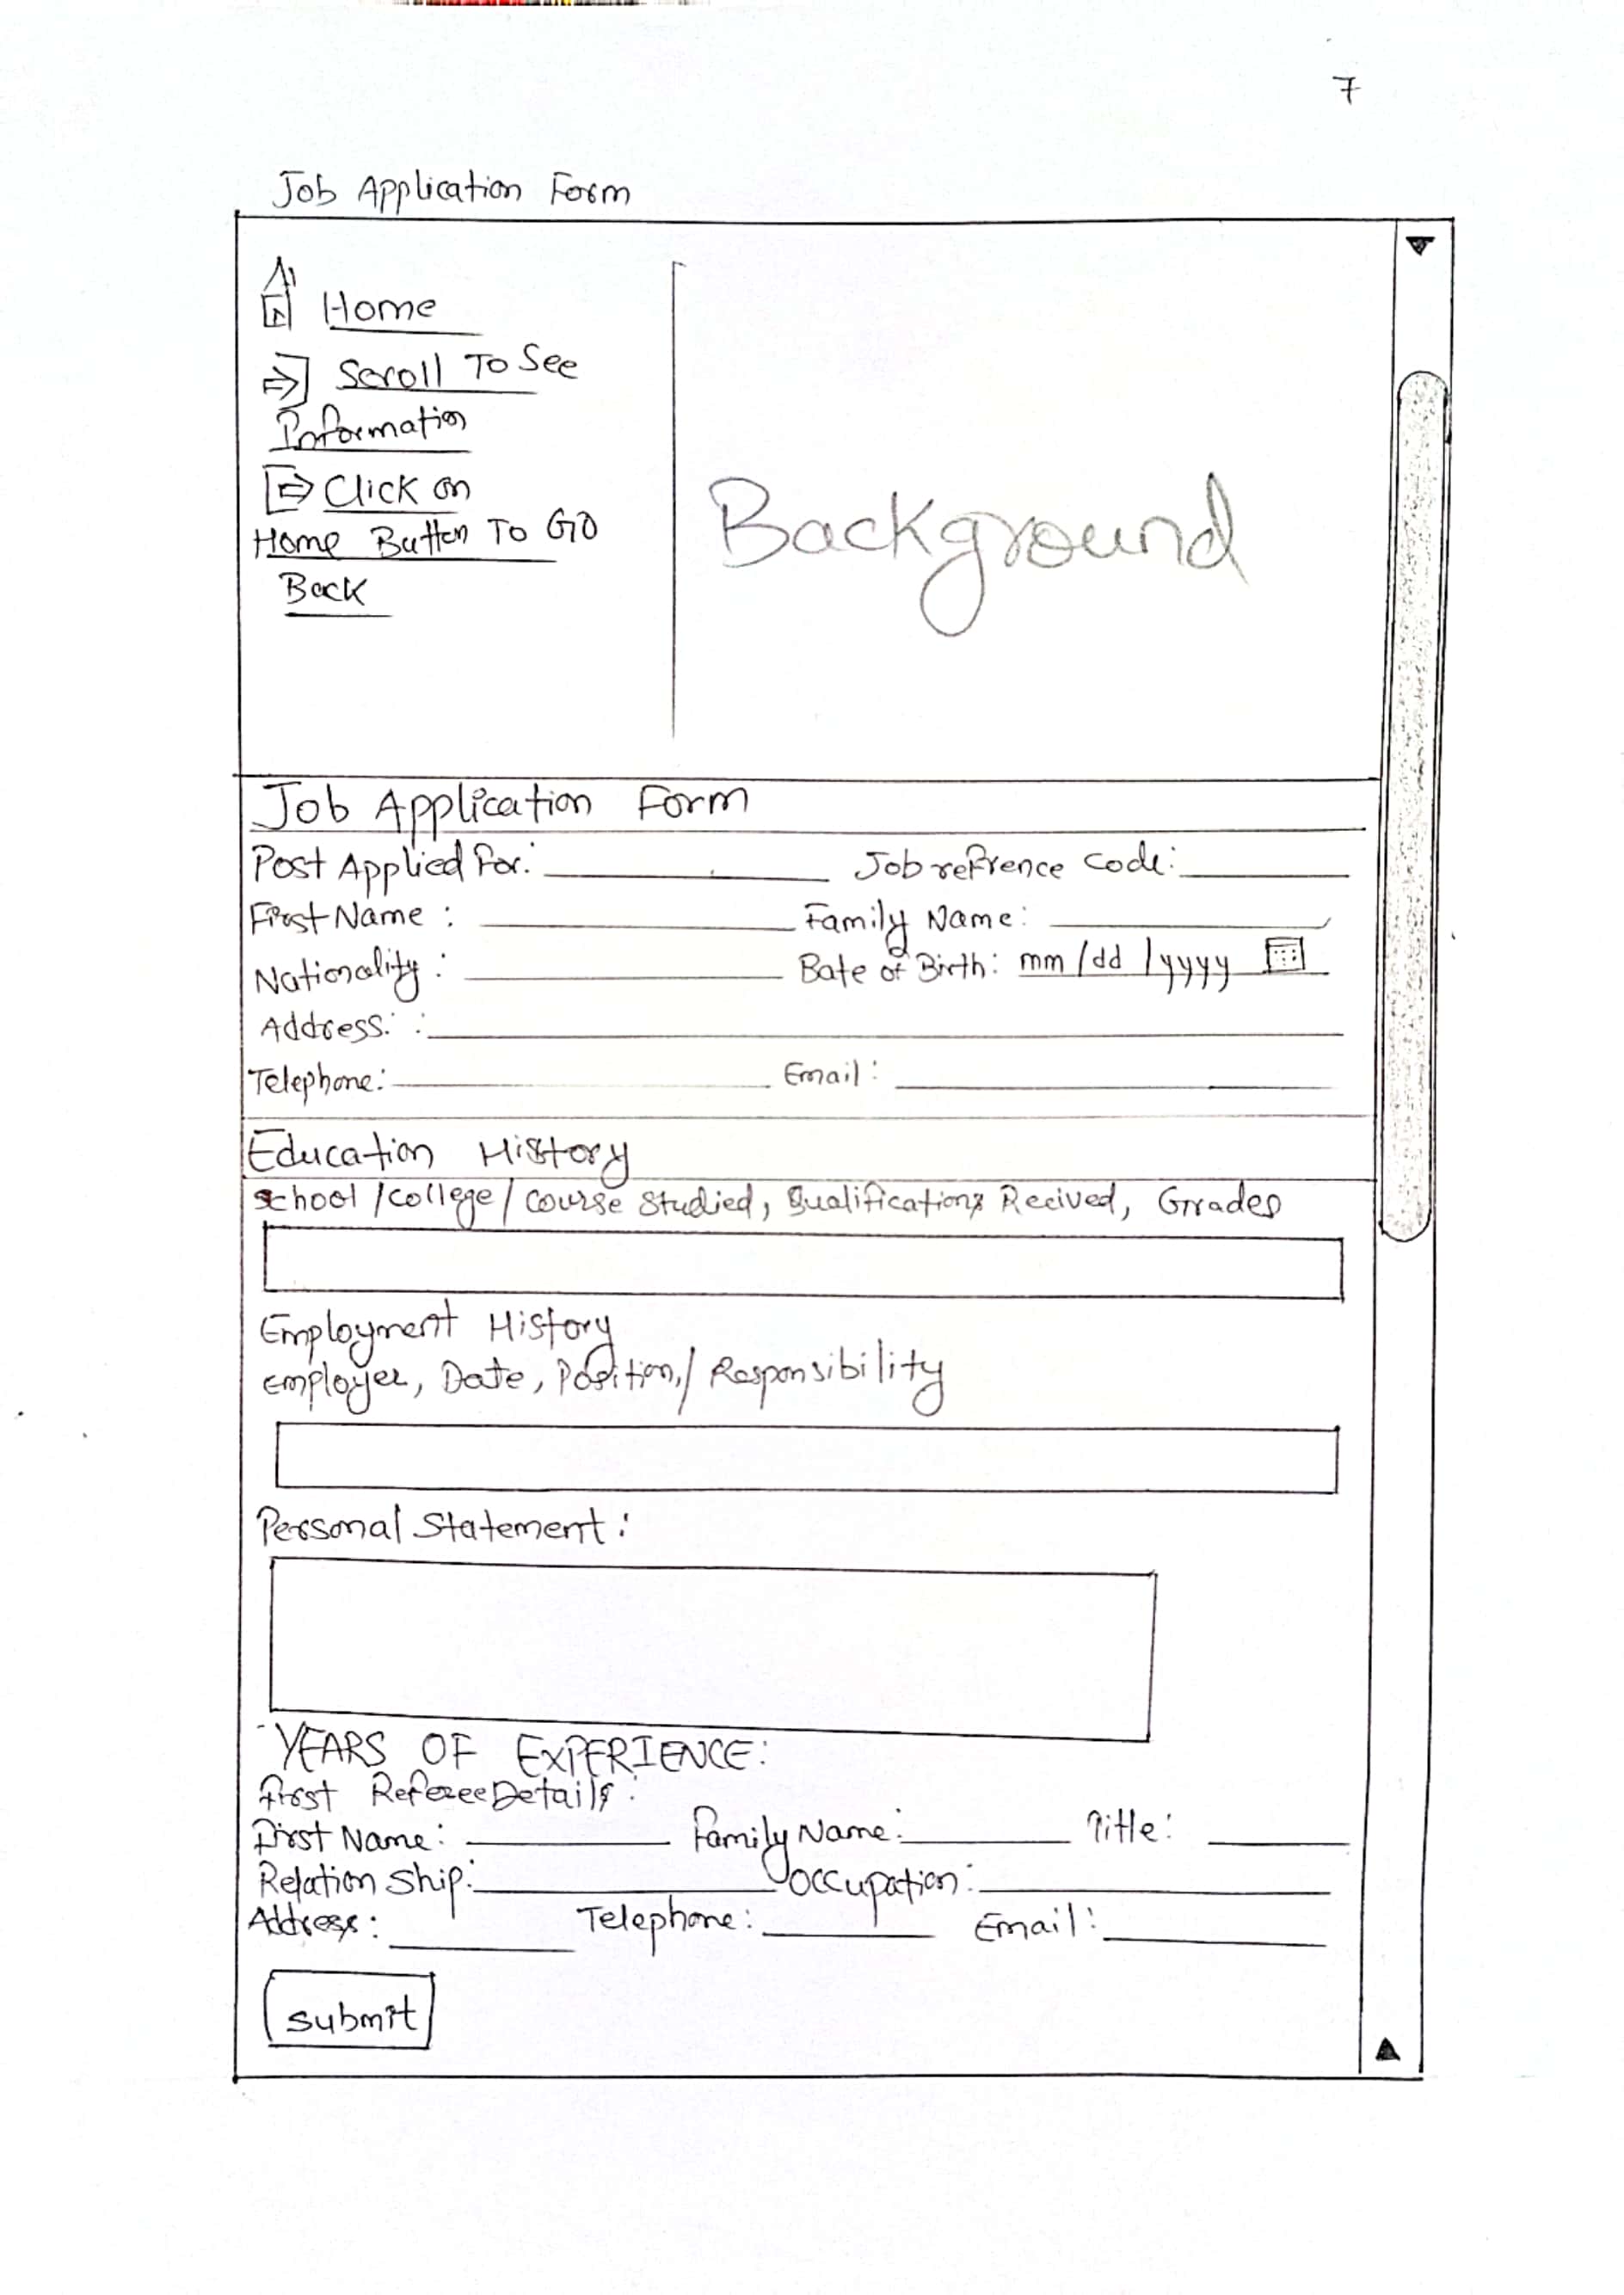 7
Job Application Form
Home
Scroll To See
Information
Click on
Home Button To Go
Back
Background
Job Application Form
Post Applied For: Job refrence code:
First Name : Family Name:
Nationality : Bate of Birth: mm/dd/yyyy
Address: :
Telephone: Email:
Education History
School/college/course Studied, Qualifications Recived, Grades
Employment History
Employer, Date, Position,/ Responsibility
Personal Statement:
YEARS OF EXPERIENCE:
First Referee Details:
First Name: Family Name: Title:
Relation Ship: Occupation:
Address: Telephone: Email:
Submit